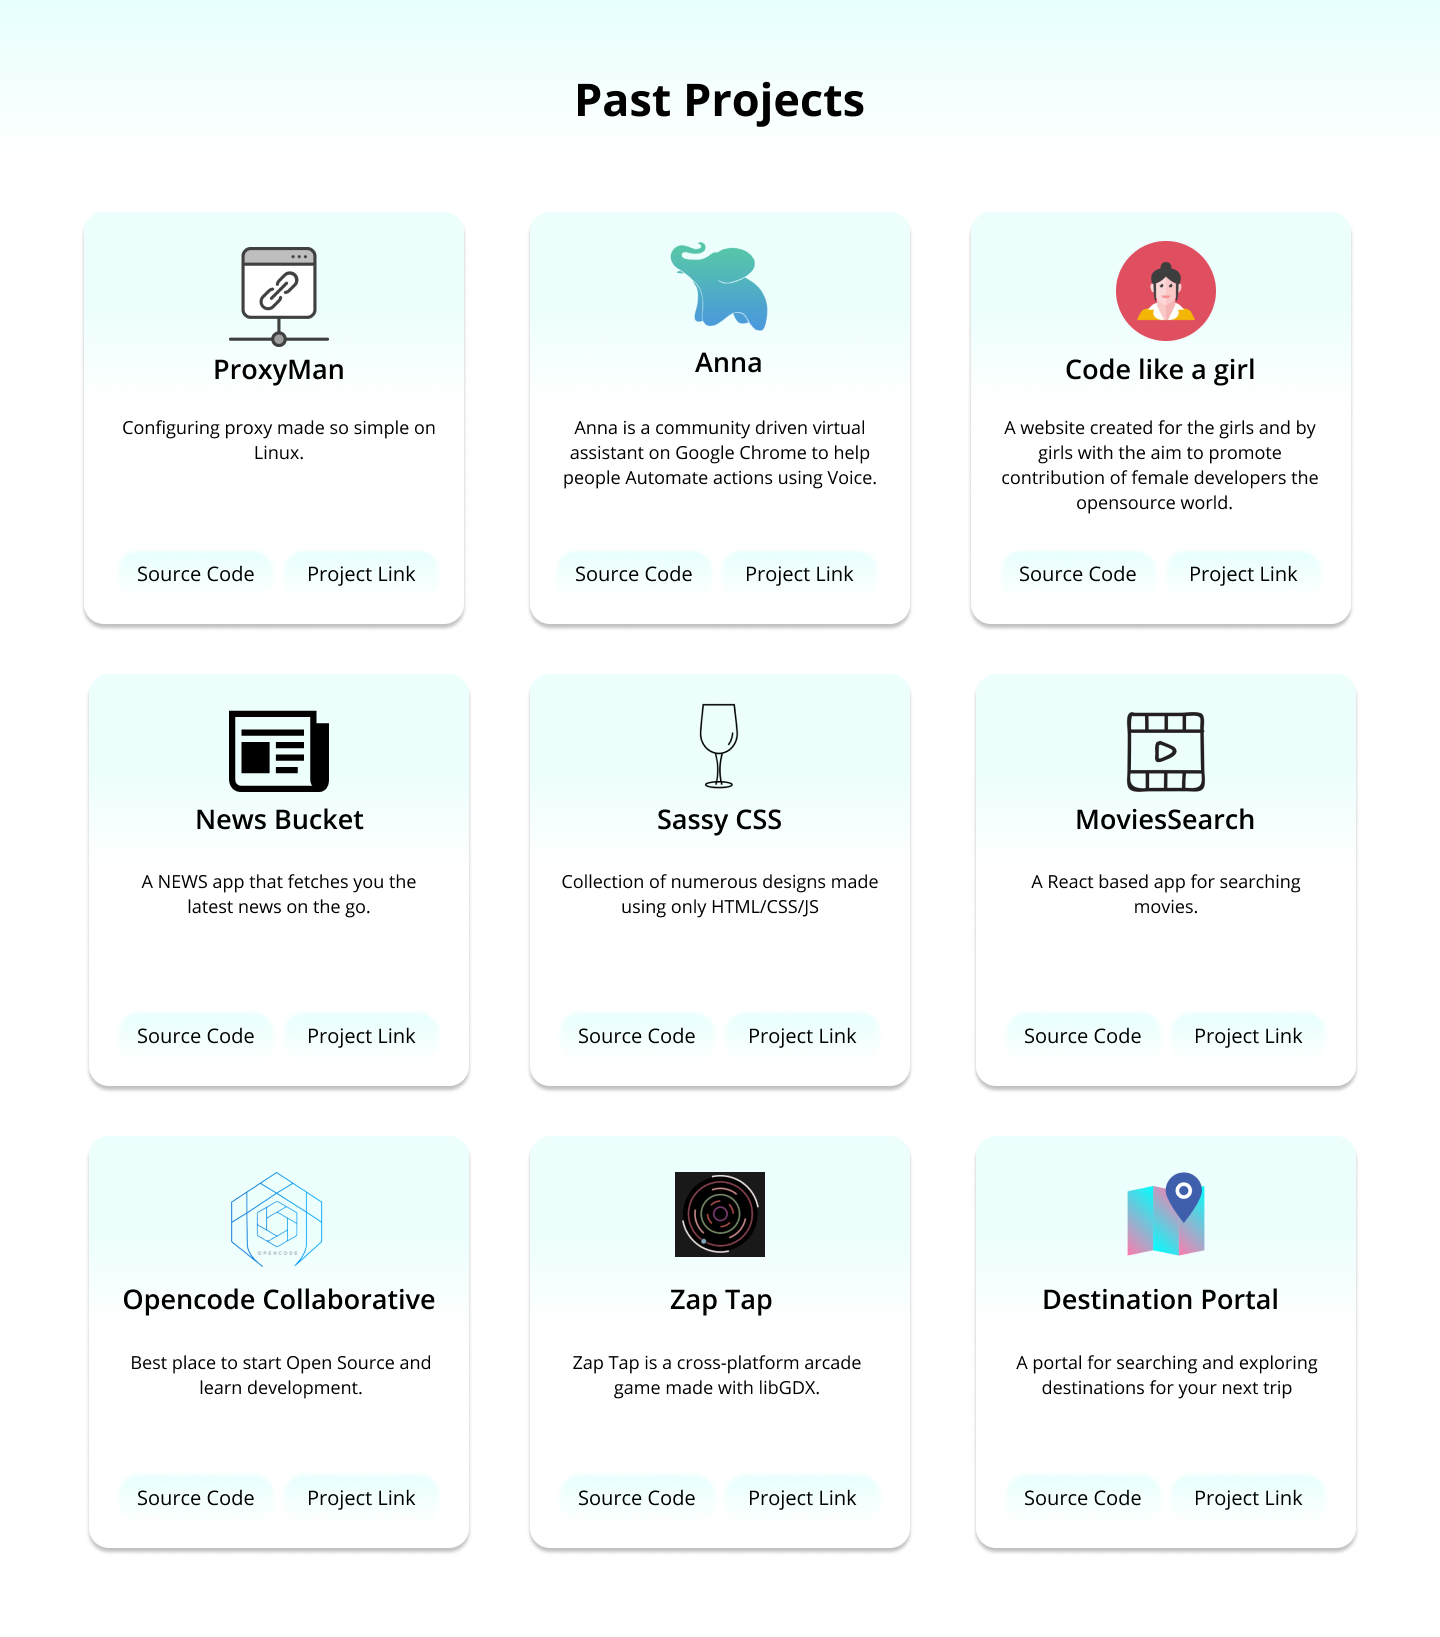 Past Projects
ProxyMan
Configuring proxy made so simple on
Linux.
Source Code
Project Link
Anna
Anna is a community driven virtual
assistant on Google Chrome to help
people Automate actions using Voice.
Source Code
Project Link
Code like a girl
A website created for the girls and by
girls with the aim to promote
contribution of female developers the
opensource world.
Source Code
Project Link
News Bucket
A NEWS app that fetches you the
latest news on the go.
Source Code
Project Link
Sassy CSS
Collection of numerous designs made
using only HTML/CSS/JS
Source Code
Project Link
MoviesSearch
A React based app for searching
movies.
Source Code
Project Link
OPENCODE
Opencode Collaborative
Best place to start Open Source and
learn development.
Source Code
Project Link
Zap Tap
Zap Tap is a cross-platform arcade
game made with libGDX.
Source Code
Project Link
Destination Portal
A portal for searching and exploring
destinations for your next trip
Source Code
Project Link